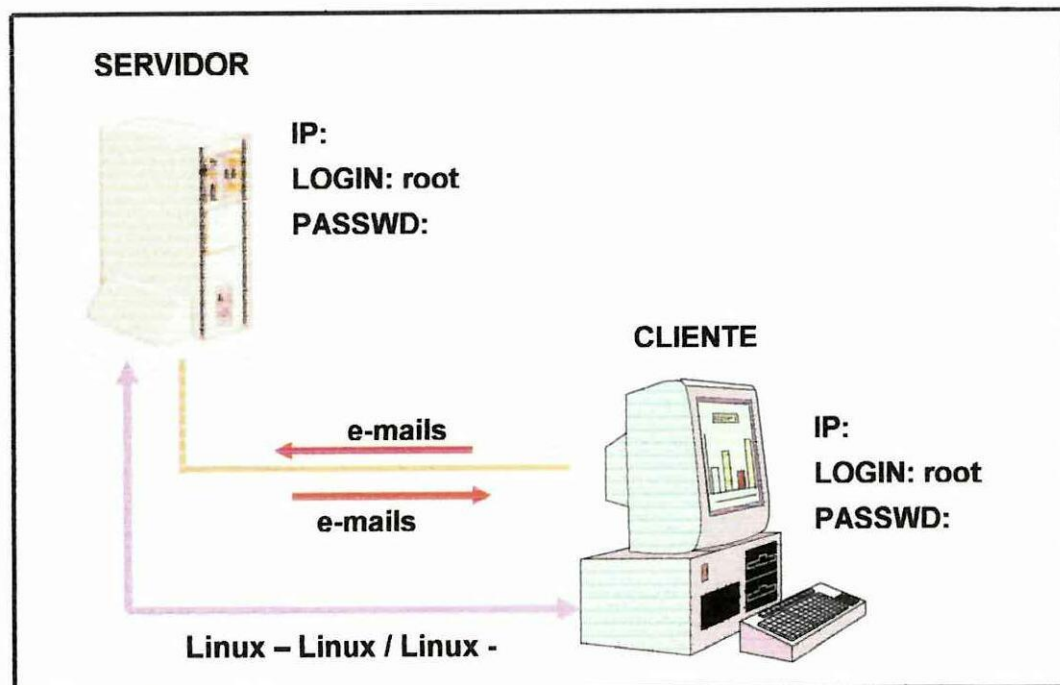 SERVIDOR
IP:
LOGIN: root
PASSWD:
CLIENTE
e-mails
e-mails
IP:
LOGIN: root
PASSWD:
Linux – Linux / Linux -